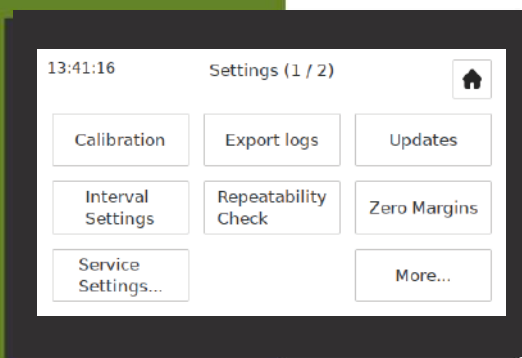 13:41:16
Settings (1 / 2)
Calibration
Export logs
Updates
Interval
Settings
Repeatability
Check
Zero Margins
Service
Settings...
More...